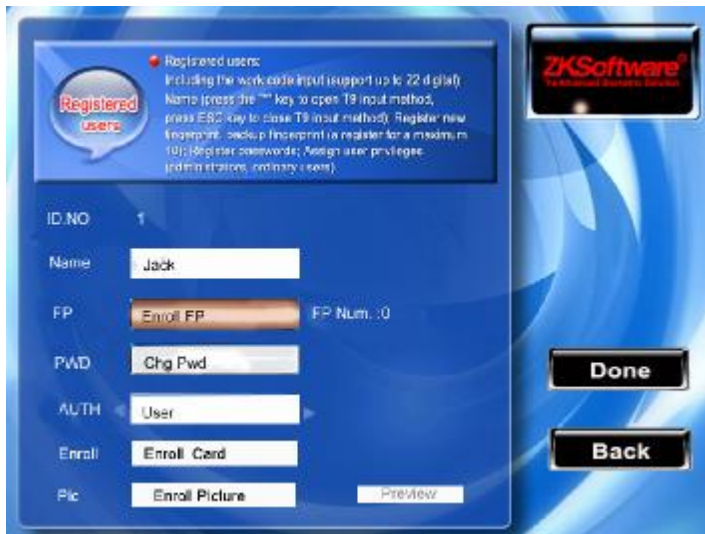 Registered users:
Including the work code input (support up to 22 digital);
Name (press the "*" key to open T9 input method,
press ESC key to close T9 input method); Register new
fingerprint, backup fingerprint (a register for a maximum
10); Register passwords; Assign user privileges
(administrators, ordinary users)
Registered
users
ZKSoftware®
ID.NO 1
Name Jack
FP Enroll FP FP Num. :0
PWD Chg Pwd
AUTH User
Enroll Enroll Card
Pic Enroll Picture Preview
Done
Back